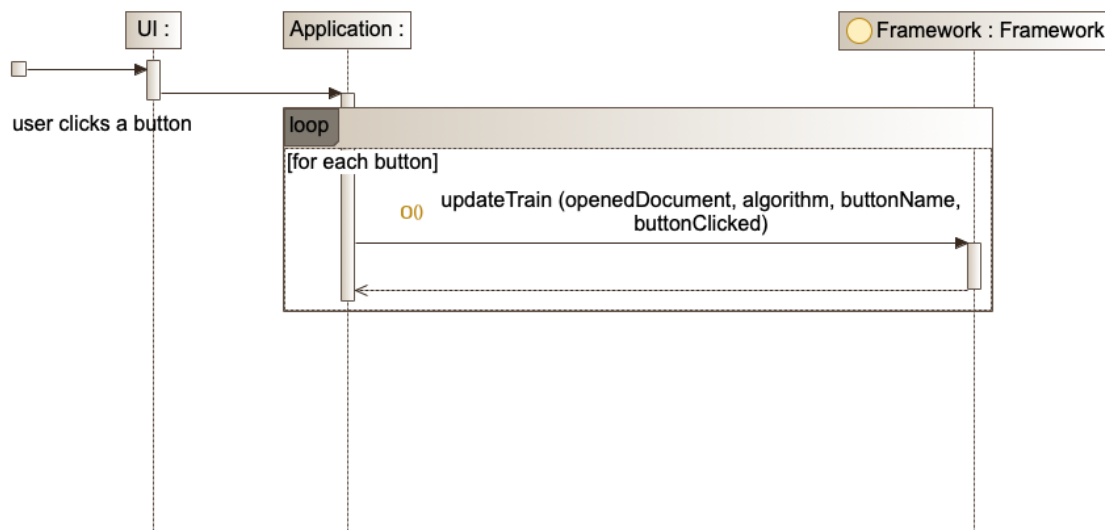 UI :
Application :
Framework : Framework
user clicks a button
loop
[for each button]
O() updateTrain (openedDocument, algorithm, buttonName,
buttonClicked)